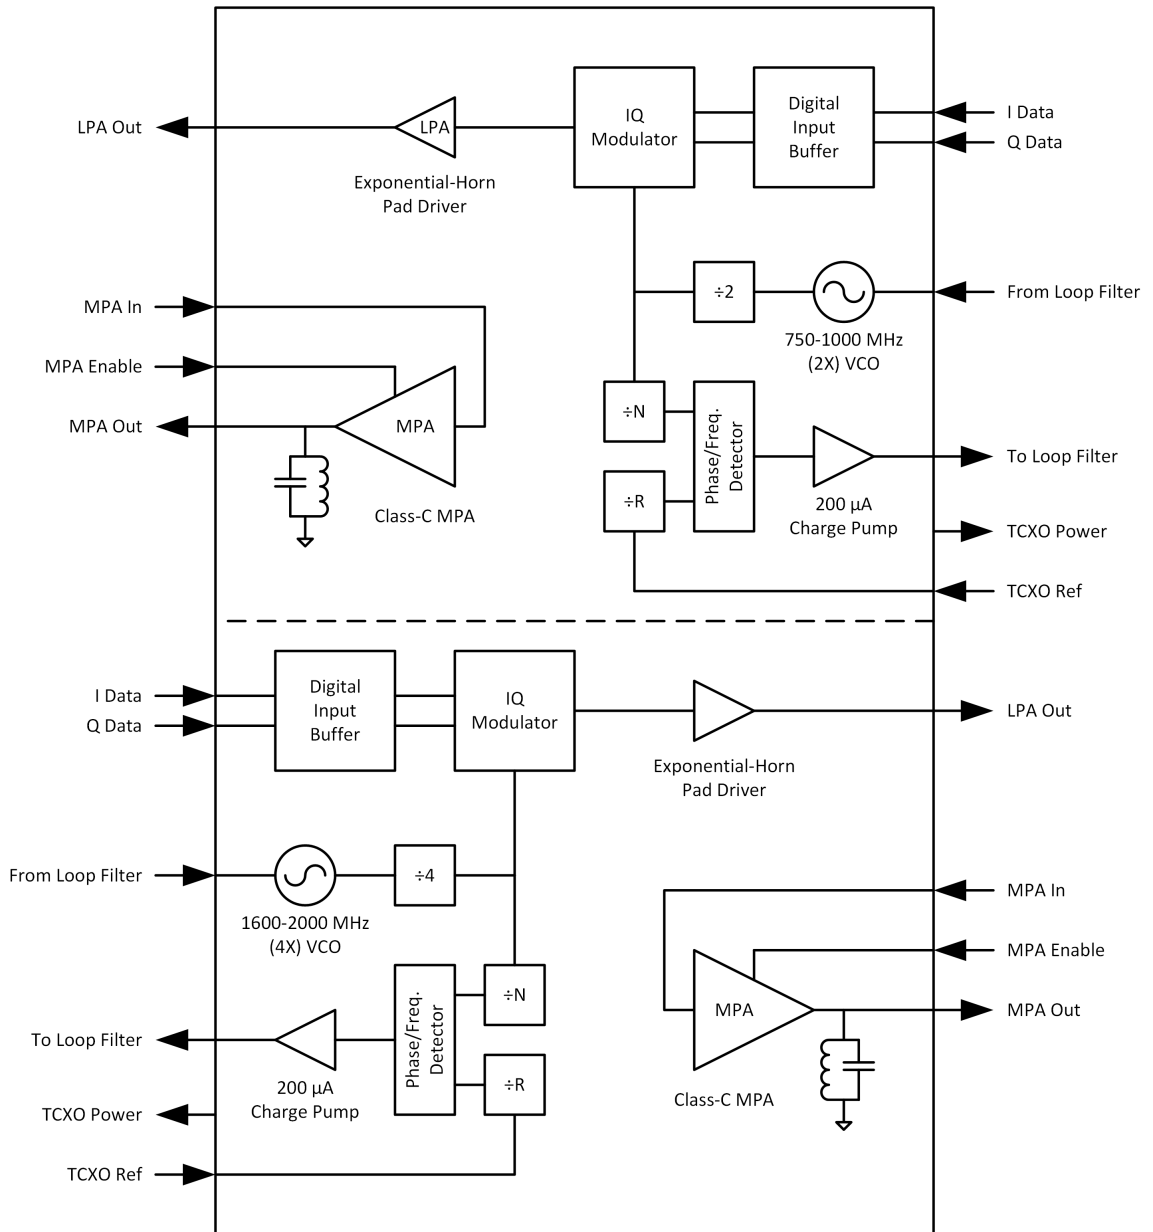 LPA Out
LPA
Exponential-Horn
Pad Driver
IQ
Modulator
Digital
Input
Buffer
I Data
Q Data
MPA In
MPA Enable
MPA Out
MPA
Class-C MPA
÷2
750-1000 MHz
(2X) VCO
From Loop Filter
÷N
÷R
Phase/Freq.
Detector
200 µA
Charge Pump
To Loop Filter
TCXO Power
TCXO Ref
I Data
Q Data
Digital
Input
Buffer
IQ
Modulator
Exponential-Horn
Pad Driver
LPA Out
From Loop Filter
1600-2000 MHz
(4X) VCO
÷4
MPA In
MPA Enable
MPA Out
MPA
Class-C MPA
÷N
÷R
Phase/Freq.
Detector
200 µA
Charge Pump
To Loop Filter
TCXO Power
TCXO Ref